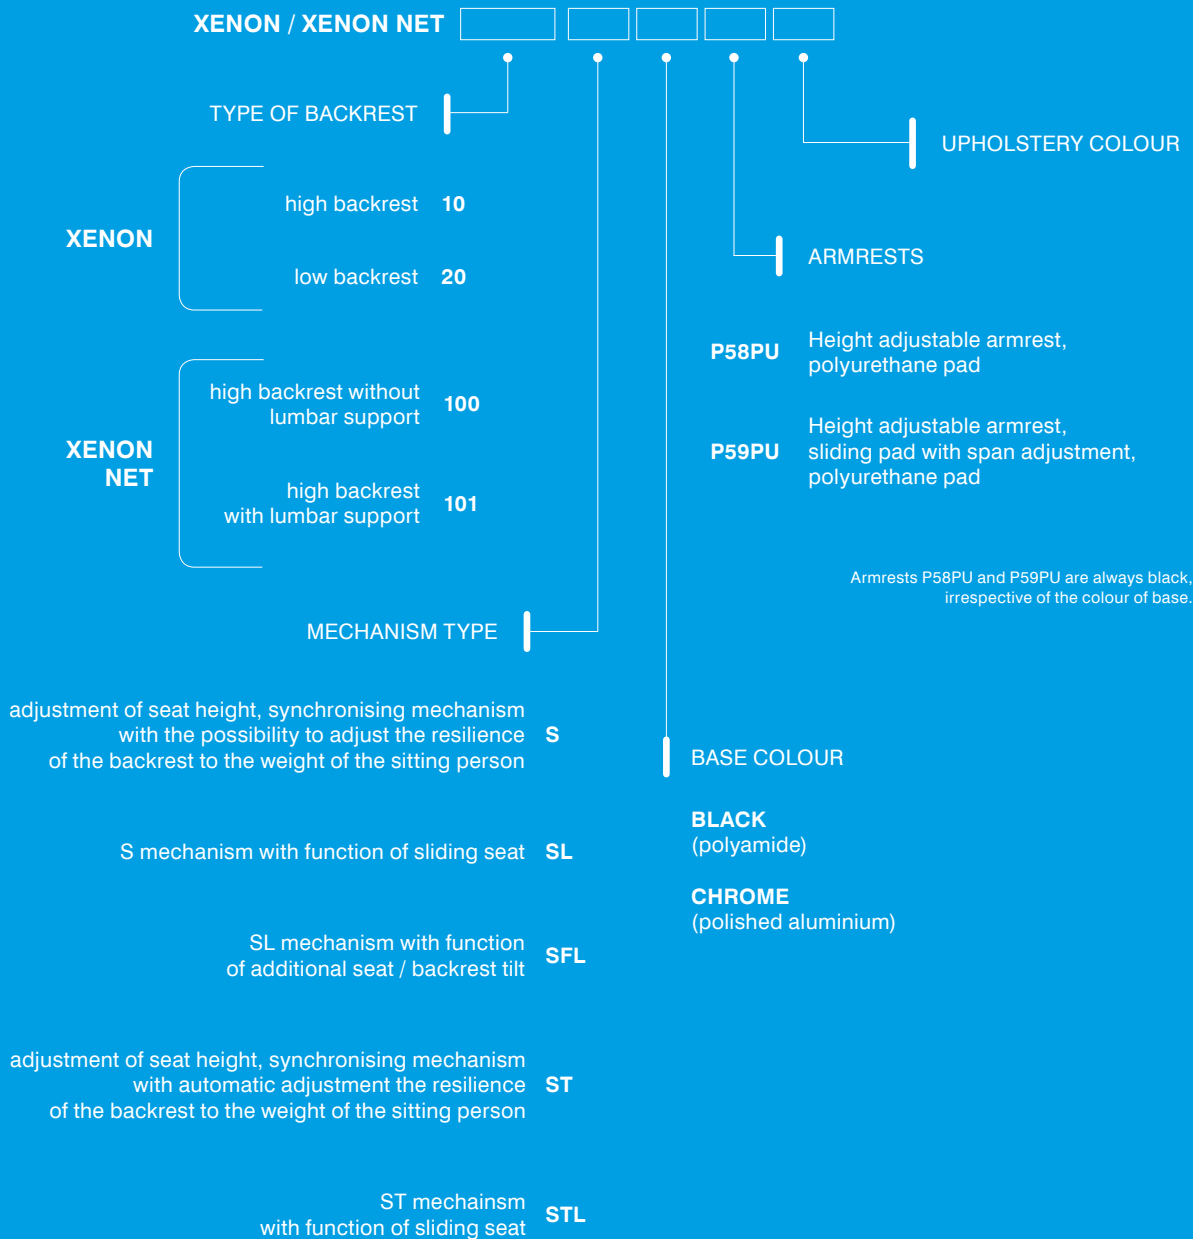 XENON / XENON NET
TYPE OF BACKREST
XENON
high backrest 10
low backrest 20
XENON
NET
high backrest without
lumbar support 100
high backrest
with lumbar support 101
MECHANISM TYPE
adjustment of seat height, synchronising mechanism
with the possibility to adjust the resilience S
of the backrest to the weight of the sitting person
S mechanism with function of sliding seat SL
SL mechanism with function
of additional seat / backrest tilt SFL
adjustment of seat height, synchronising mechanism
with automatic adjustment the resilience ST
of the backrest to the weight of the sitting person
ST mechainsm
with function of sliding seat STL
BASE COLOUR
BLACK
(polyamide)
CHROME
(polished aluminium)
ARMRESTS
P58PU Height adjustable armrest,
polyurethane pad
Height adjustable armrest,
P59PU sliding pad with span adjustment,
polyurethane pad
Armrests P58PU and P59PU are always black,
irrespective of the colour of base.
UPHOLSTERY COLOUR